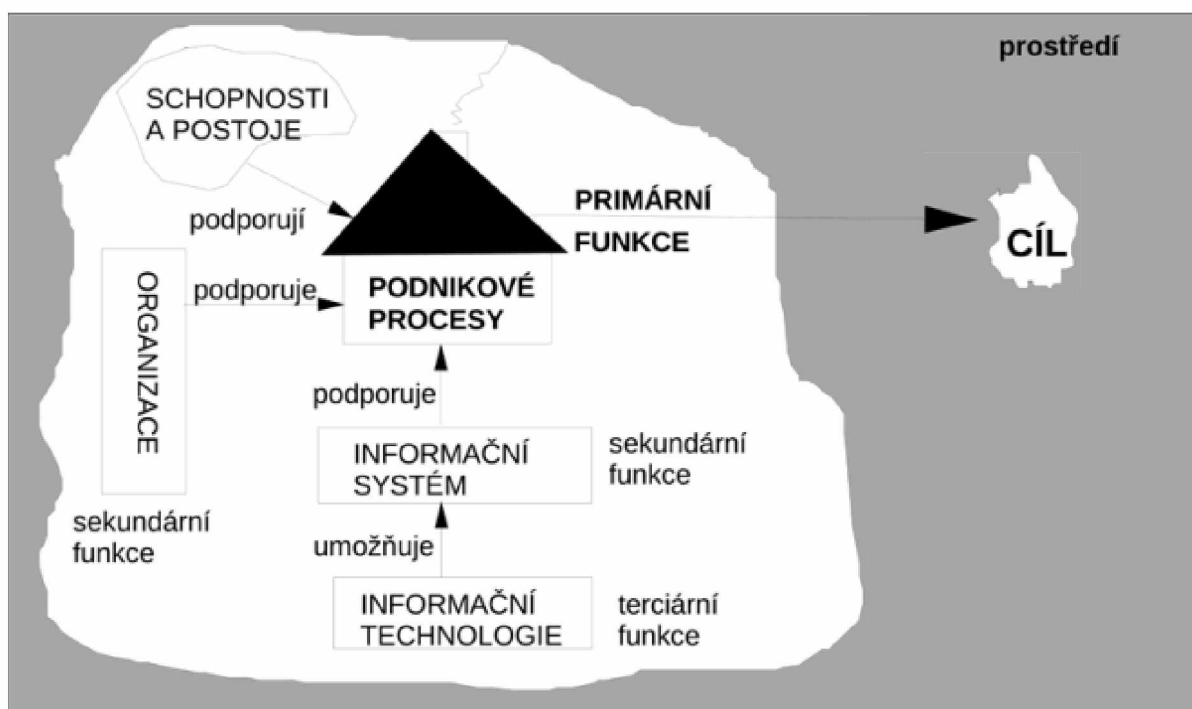 prostředí
SCHOPNOSTI
A POSTOJE
podporují
PRIMÁRNÍ
FUNKCE
CÍL
ORGANIZACE
podporuje
PODNIKOVÉ
PROCESY
podporuje
INFORMAČNÍ
SYSTÉM
sekundární
funkce
sekundární
funkce
umožňuje
INFORMAČNÍ
TECHNOLOGIE
terciární
funkce